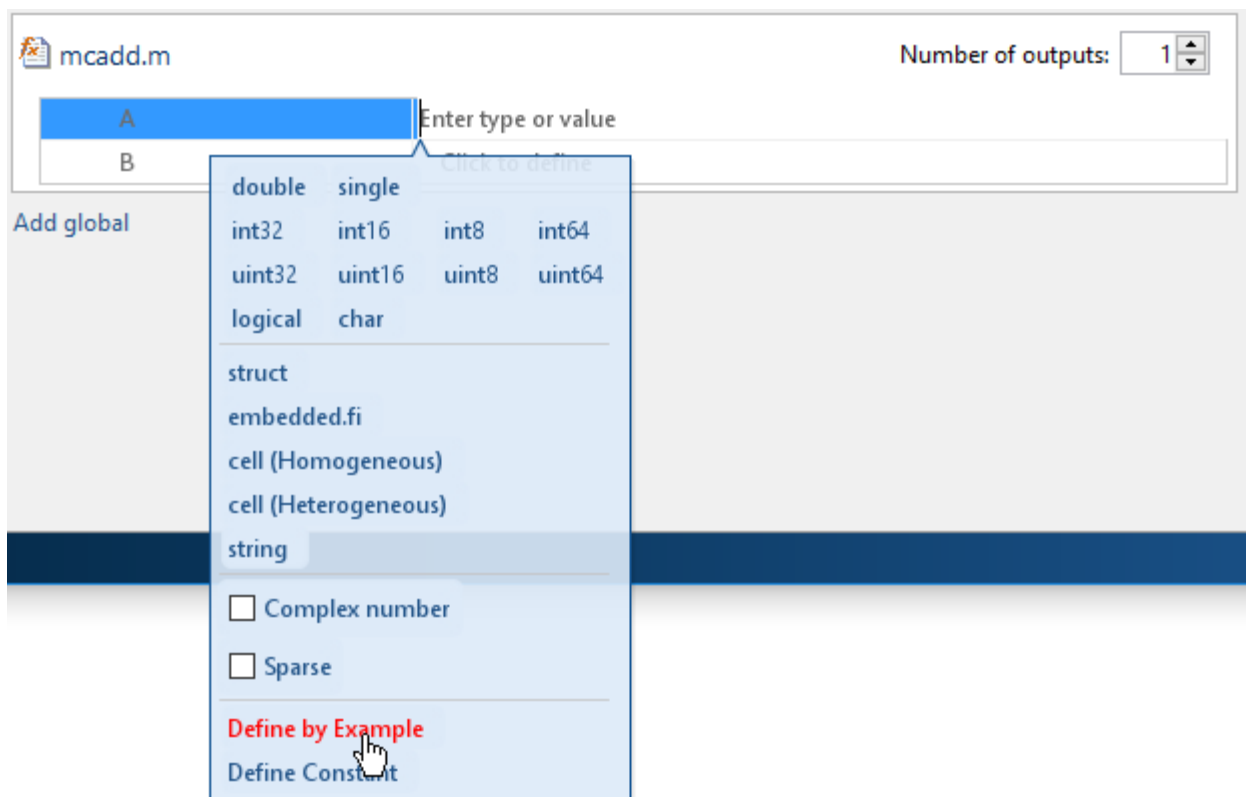 mcadd.m Number of outputs: 1
A Enter type or value
B Click to define
double single
Add global
int32 int16 int8 int64
uint32 uint16 uint8 uint64
logical char
struct
embedded.fi
cell (Homogeneous)
cell (Heterogeneous)
string
Complex number
Sparse
Define by Example
Define Constant